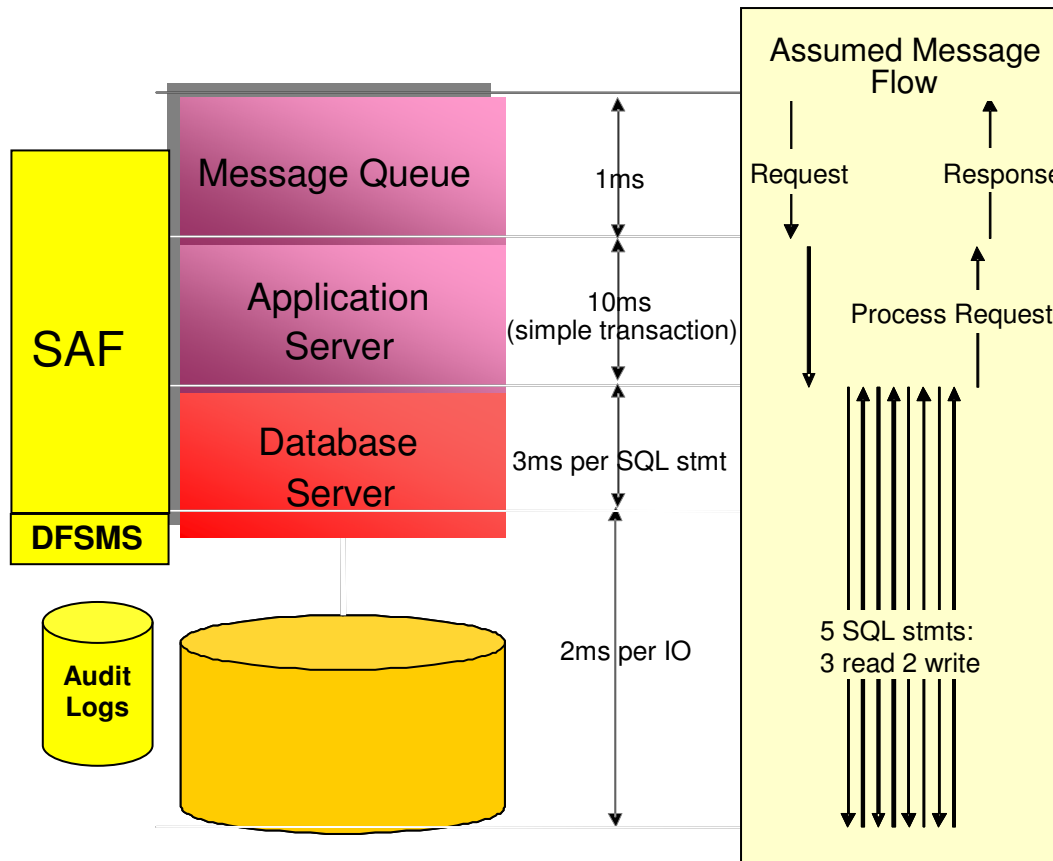 Assumed Message
Flow
Message Queue
1ms
Request
Response
SAF
Application
Server
10ms
(simple transaction)
Process Request
Database
Server
3ms per SQL stmt
DFSMS
5 SQL stmts:
3 read 2 write
2ms per IO
Audit
Logs